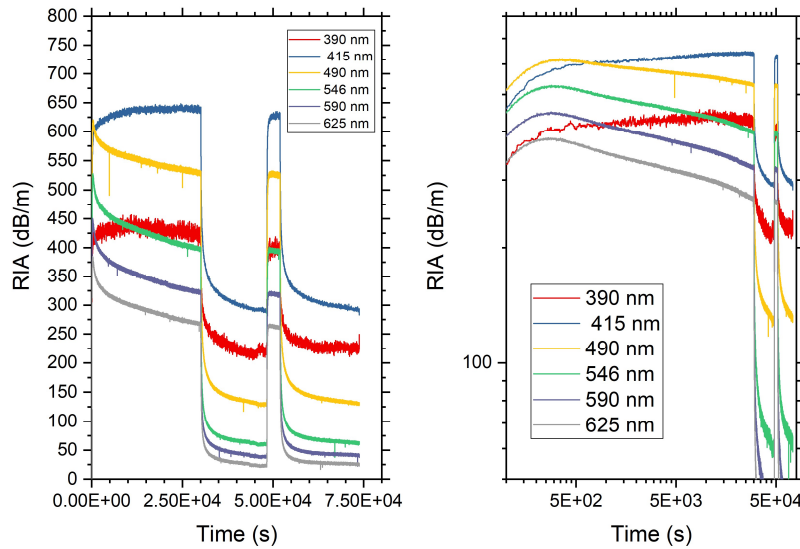 RIA (dB/m)
800
750
700
650
600
550
500
450
400
350
300
250
200
150
100
50
0
390 nm
415 nm
490 nm
546 nm
590 nm
625 nm
0.00E+00 2.50E+04 5.00E+04 7.50E+04
Time (s)
RIA (dB/m)
100
390 nm
415 nm
490 nm
546 nm
590 nm
625 nm
5E+02 5E+03 5E+04
Time (s)